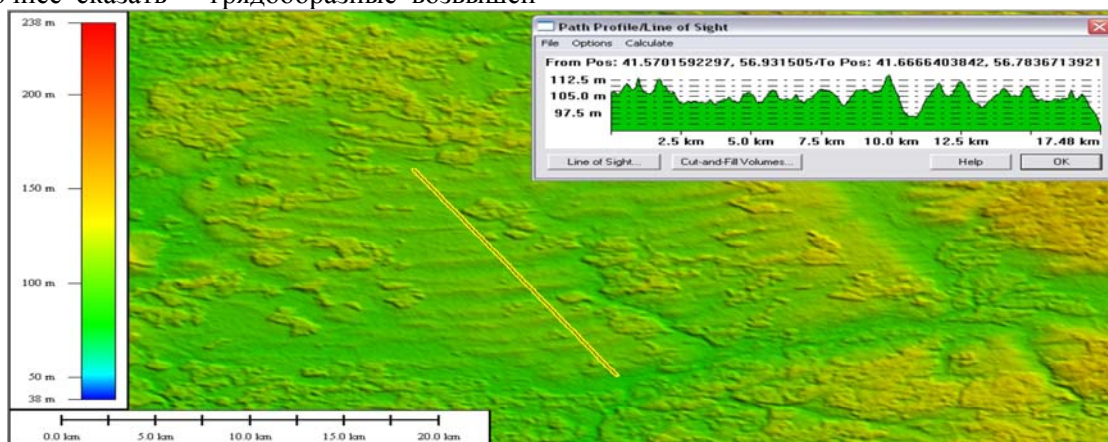 сказать грядообразные возвышен
238 m
200 m
150 m
100 m
50 m
38 m
0.0 km 5.0 km 10.0 km 15.0 km 20.0 km
Path Profile/Line of Sight
File Options Calculate
From Pos: 41.5701592297, 56.931505 To Pos: 41.6666403842, 56.7836713921
112.5 m
105.0 m
97.5 m
2.5 km 5.0 km 7.5 km 10.0 km 12.5 km 17.48 km
Line of Sight... Cut-and-Fill Volumes... Help OK